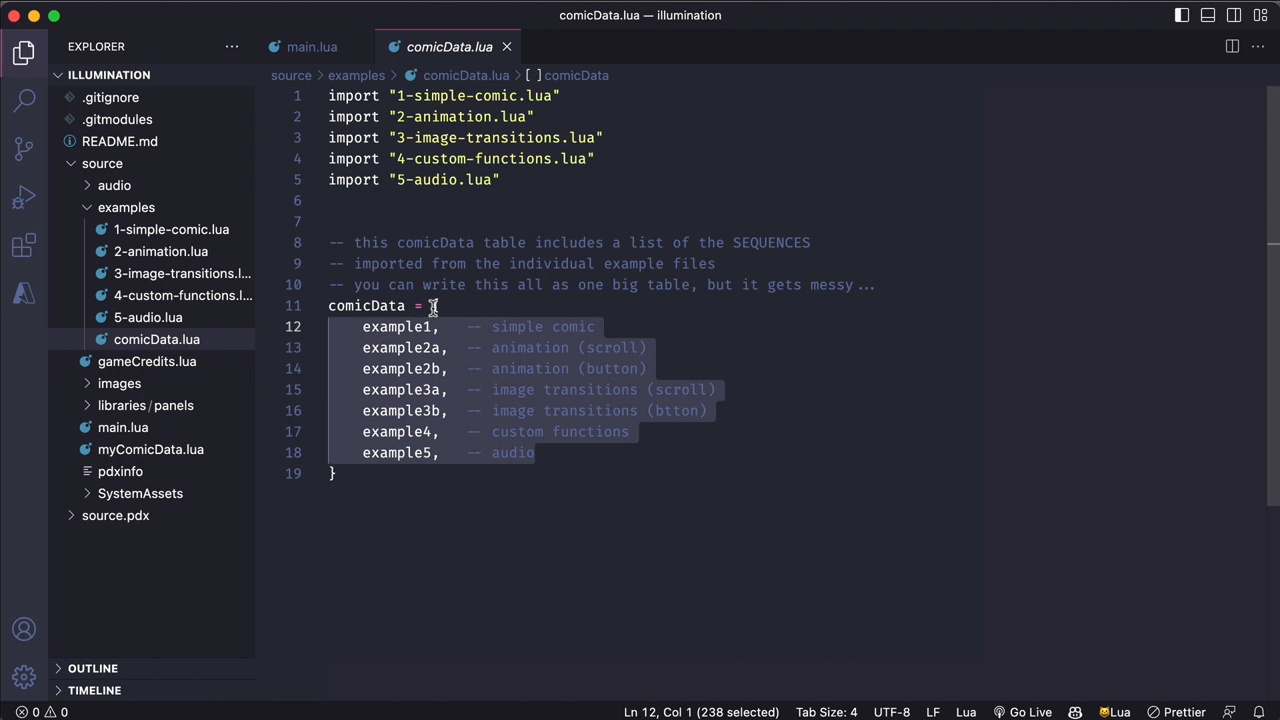 comicData.lua — illumination
EXPLORER
main.lua
comicData.lua
ILLUMINATION
source > examples > comicData.lua > [ ] comicData
.gitignore
.gitmodules
README.md
source
audio
examples
1-simple-comic.lua
2-animation.lua
3-image-transitions.l...
4-custom-functions.l...
5-audio.lua
comicData.lua
gameCredits.lua
images
libraries/panels
main.lua
myComicData.lua
pdxinfo
SystemAssets
source.pdx
OUTLINE
TIMELINE
1 import "1-simple-comic.lua"
2 import "2-animation.lua"
3 import "3-image-transitions.lua"
4 import "4-custom-functions.lua"
5 import "5-audio.lua"
6
7
8 -- this comicData table includes a list of the SEQUENCES
9 -- imported from the individual example files
10 -- you can write this all as one big table, but it gets messy...
11 comicData = {
12 example1, -- simple comic
13 example2a, -- animation (scroll)
14 example2b, -- animation (button)
15 example3a, -- image transitions (scroll)
16 example3b, -- image transitions (btton)
17 example4, -- custom functions
18 example5, -- audio
19 }
0 0 Ln 12, Col 1 (238 selected) Tab Size: 4 UTF-8 LF Lua Go Live Lua Prettier